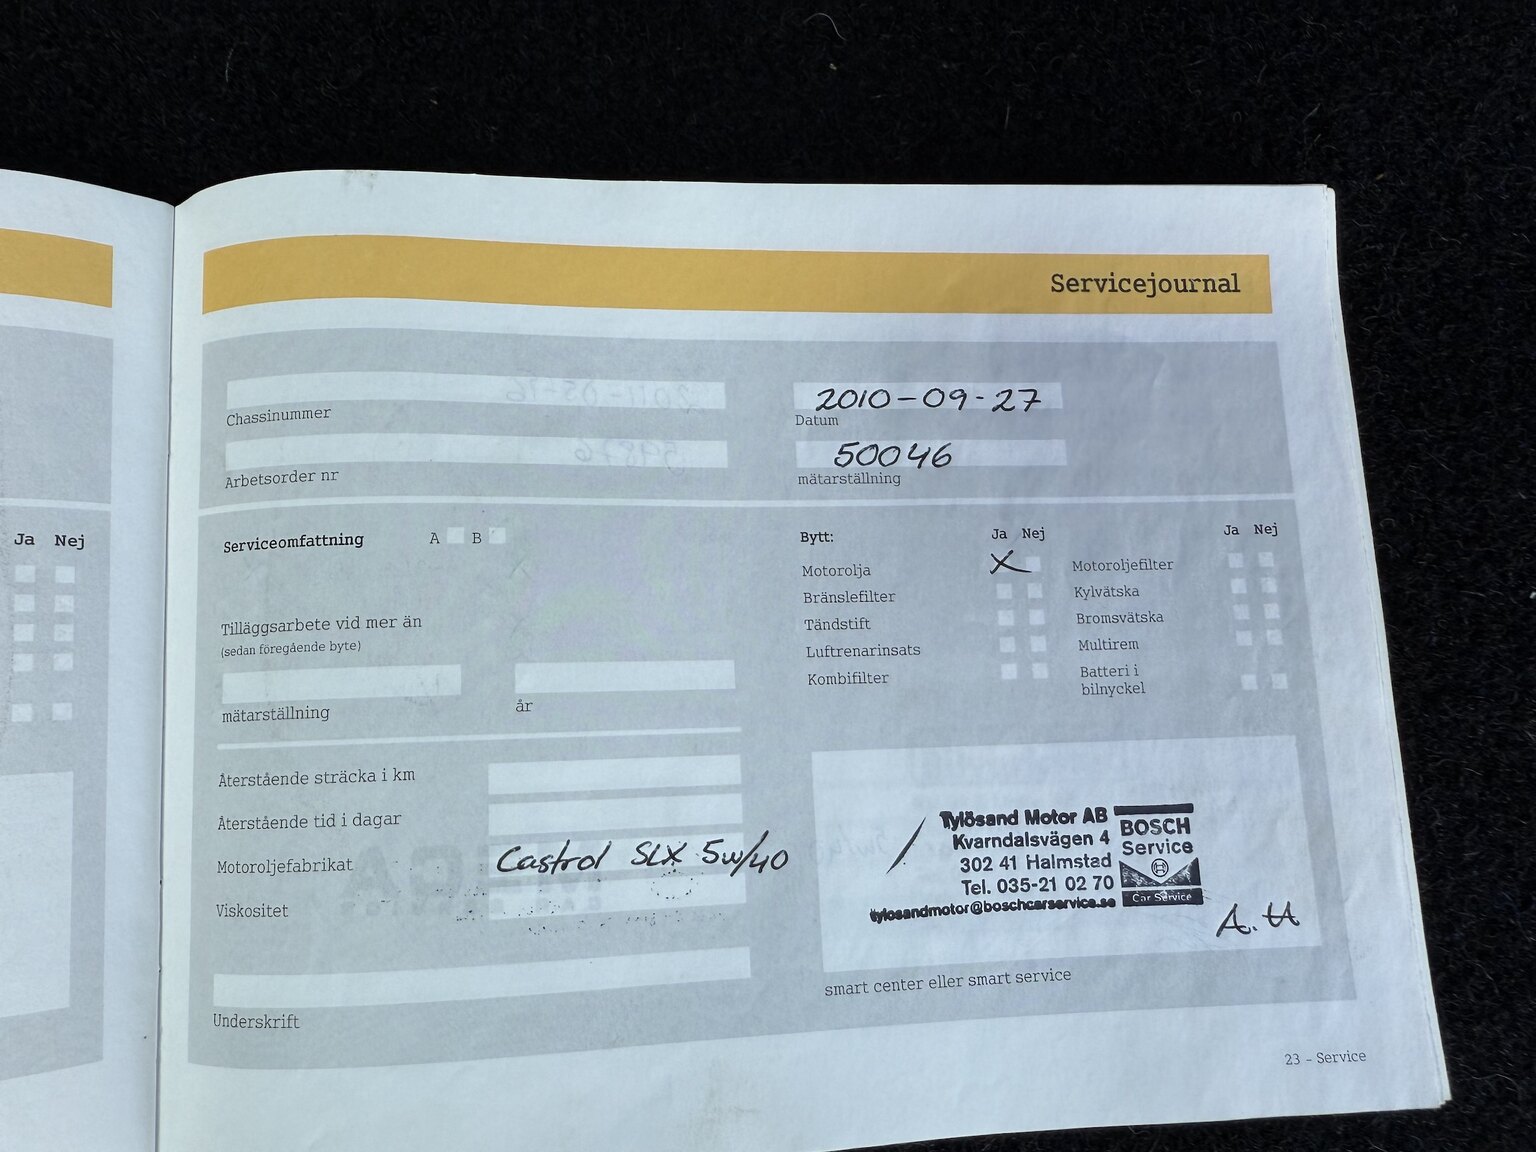 Servicejournal
Chassinummer
2010-09-27
Datum
Arbetsorder nr
50046
mätarställning
Ja Nej
Serviceomfattning A B
Tilläggsarbete vid mer än
(sedan föregående byte)
mätarställning
år
Bytt:
Ja Nej
Ja Nej
Motorolja X
Motoroljefilter
Bränslefilter
Kylvätska
Tändstift
Bromsvätska
Luftrenarinsats
Multirem
Kombifilter
Batteri i
bilnyckel
Återstående sträcka i km
Återstående tid i dagar
Motoroljefabrikat Castrol SLX 5w/40
Viskositet
Underskrift
Tylösand Motor AB
Kvarndalsvägen 4
302 41 Halmstad
Tel. 035-21 02 70
tylosandmotor@boschcarservice.se
BOSCH
Service
Car Service
smart center eller smart service
23 - Service